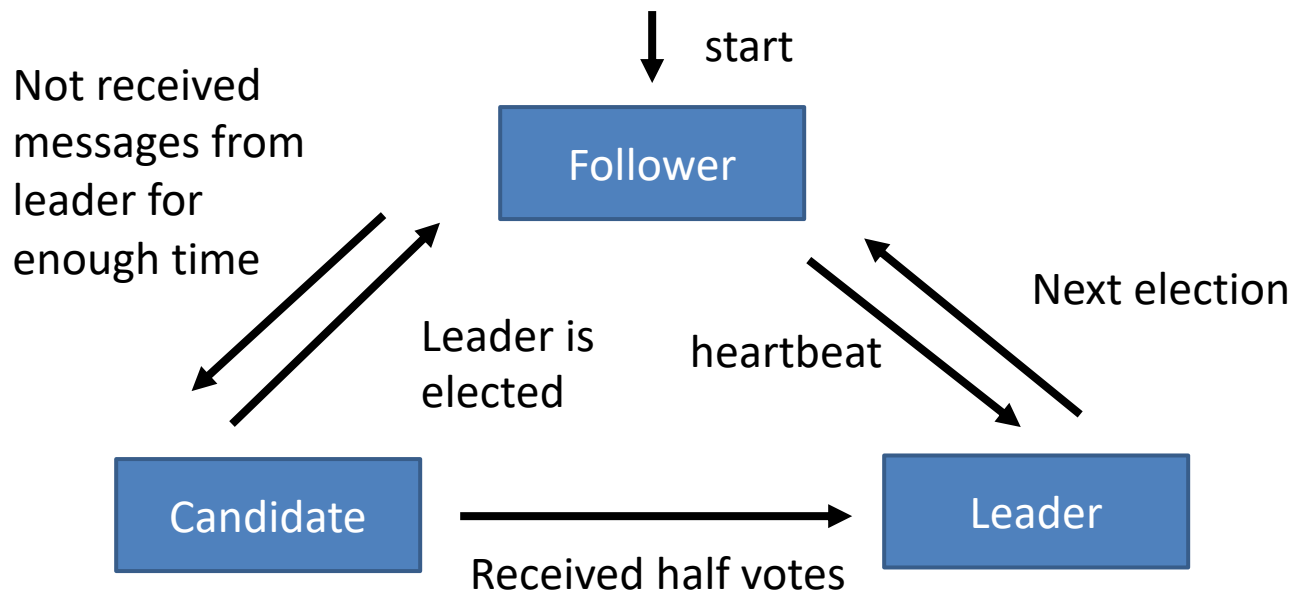 start
Not received
messages from
leader for
enough time
Follower
Next election
Leader is
elected
heartbeat
Candidate
Leader
Received half votes